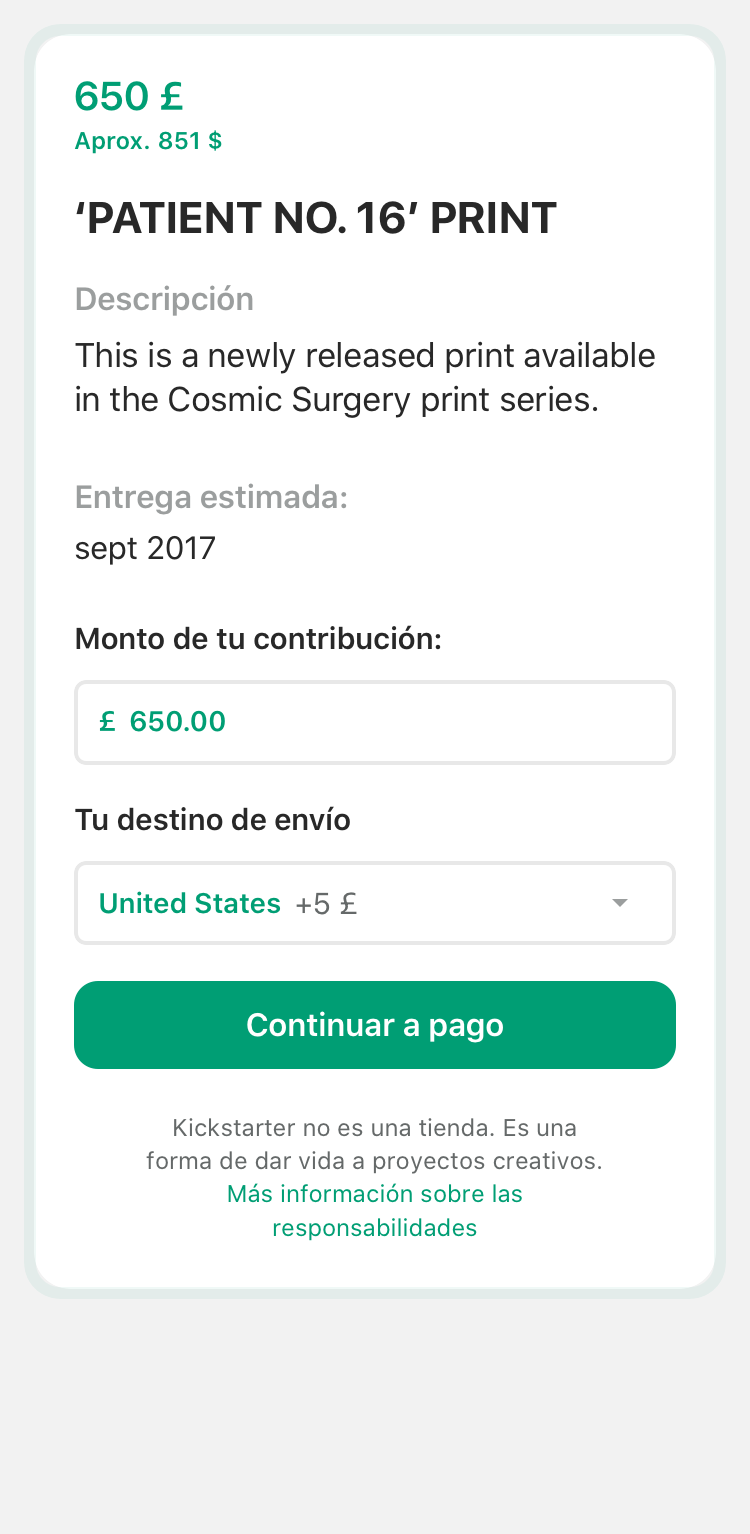 650 £
Aprox. 851 $
‘PATIENT NO. 16’ PRINT
Descripción
This is a newly released print available
in the Cosmic Surgery print series.
Entrega estimada:
sept 2017
Monto de tu contribución:
£ 650.00
Tu destino de envío
United States +5 £
Continuar a pago
Kickstarter no es una tienda. Es una
forma de dar vida a proyectos creativos.
Más información sobre las
responsabilidades